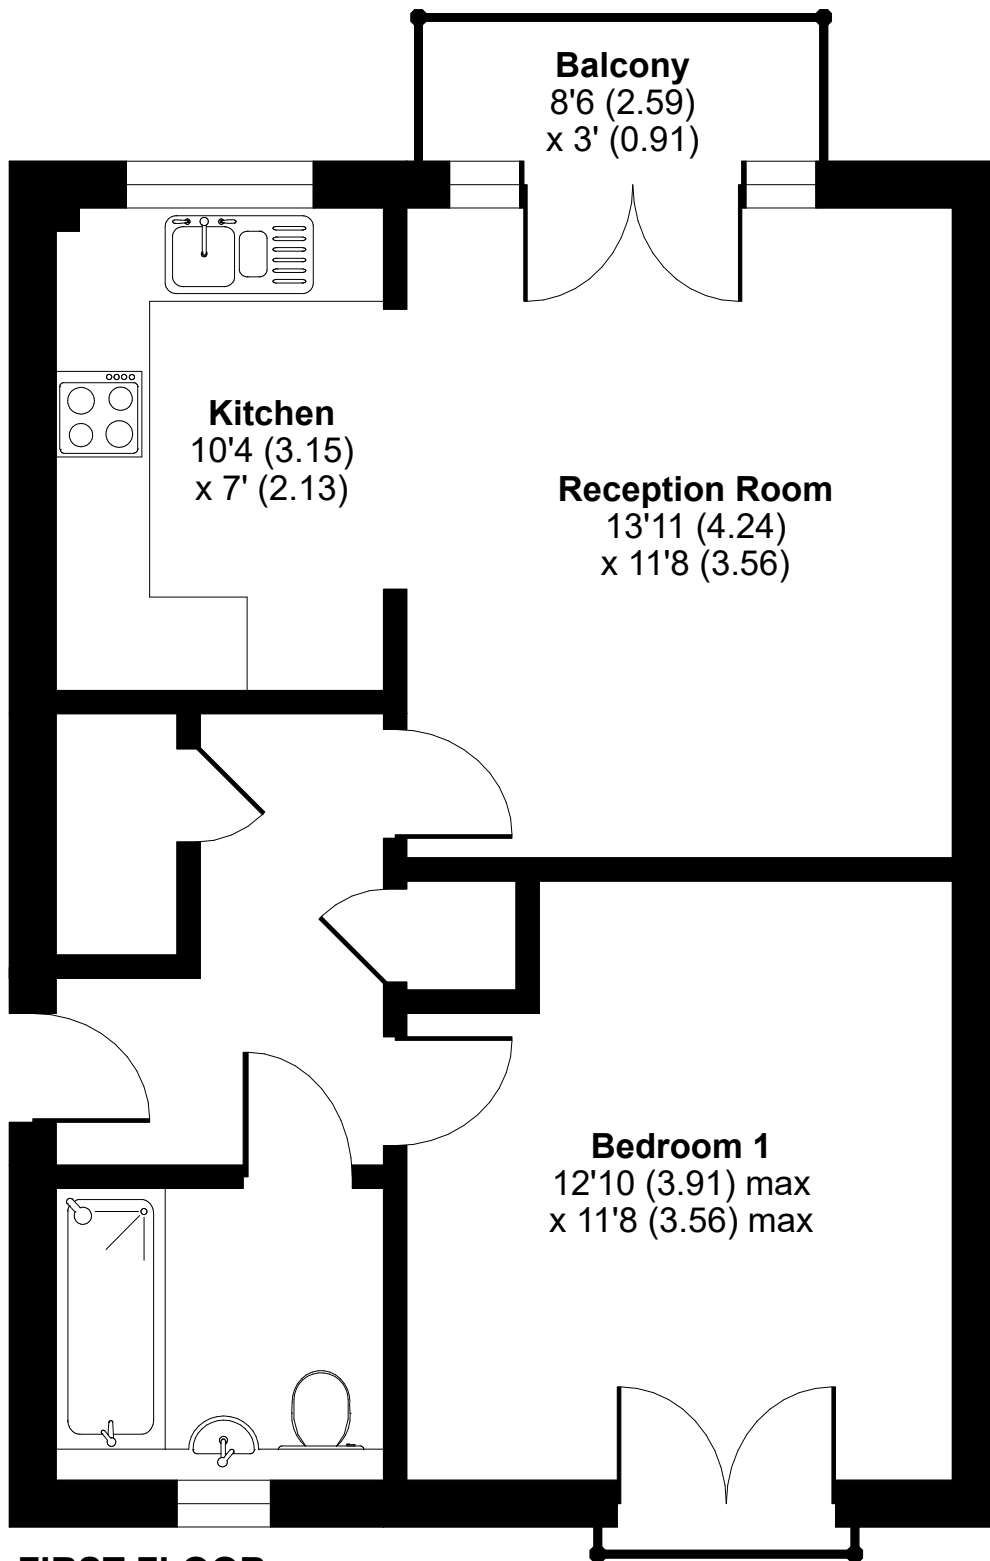 Balcony
8'6 (2.59)
x 3' (0.91)
Kitchen
10'4 (3.15)
x 7' (2.13)
Reception Room
13'11 (4.24)
x 11'8 (3.56)
Bedroom 1
12'10 (3.91) max
x 11'8 (3.56) max
FIRST FLOOR